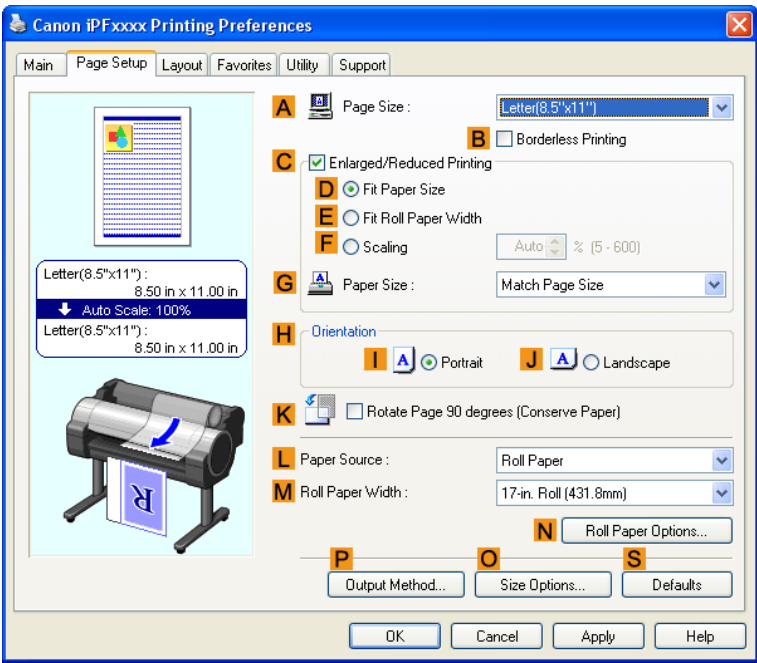 Canon iPFxxxx Printing Preferences
Main Page Setup Layout Favorites Utility Support
A Page Size : Letter(8.5"x11")
B Borderless Printing
C Enlarged/Reduced Printing
D Fit Paper Size
E Fit Roll Paper Width
F Scaling Auto % (5 - 600)
Letter(8.5"x11") :
8.50 in x 11.00 in
Auto Scale: 100%
Letter(8.5"x11") :
8.50 in x 11.00 in
G Paper Size : Match Page Size
H Orientation
I A Portrait J A Landscape
K Rotate Page 90 degrees (Conserve Paper)
L Paper Source : Roll Paper
M Roll Paper Width : 17-in. Roll (431.8mm)
R
N Roll Paper Options...
P O S
Output Method... Size Options... Defaults
OK Cancel Apply Help